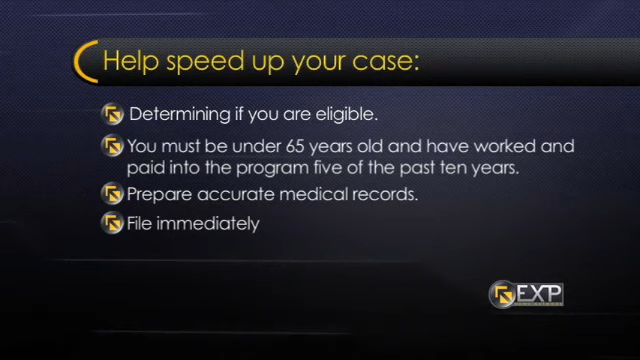 Help speed up your case:
Determining if you are eligible.
You must be under 65 years old and have worked and
paid into the program five of the past ten years.
Prepare accurate medical records.
File immediately
EXP